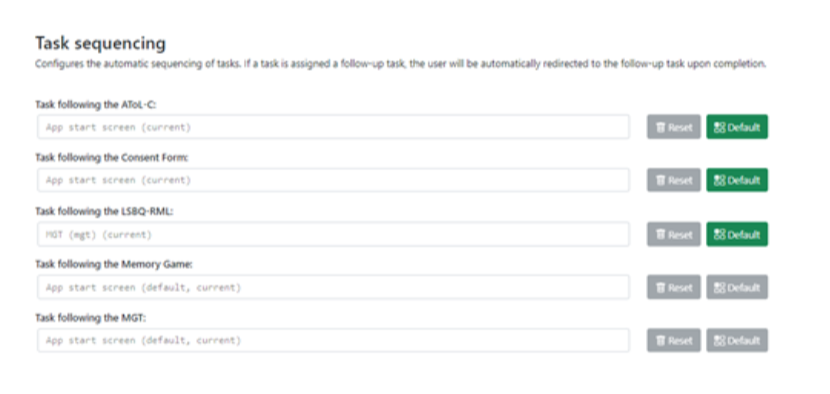 Task sequencing
Configures the automatic sequencing of tasks. If a task is assigned a follow-up task, the user will be automatically redirected to the follow-up task upon completion.
Task following the AToL-C:
App start screen (current) Reset Default
Task following the Consent Form:
App start screen (current) Reset Default
Task following the LSBQ-RML:
MGT (mgt) (current) Reset Default
Task following the Memory Game:
App start screen (default, current) Reset Default
Task following the MGT:
App start screen (default, current) Reset Default